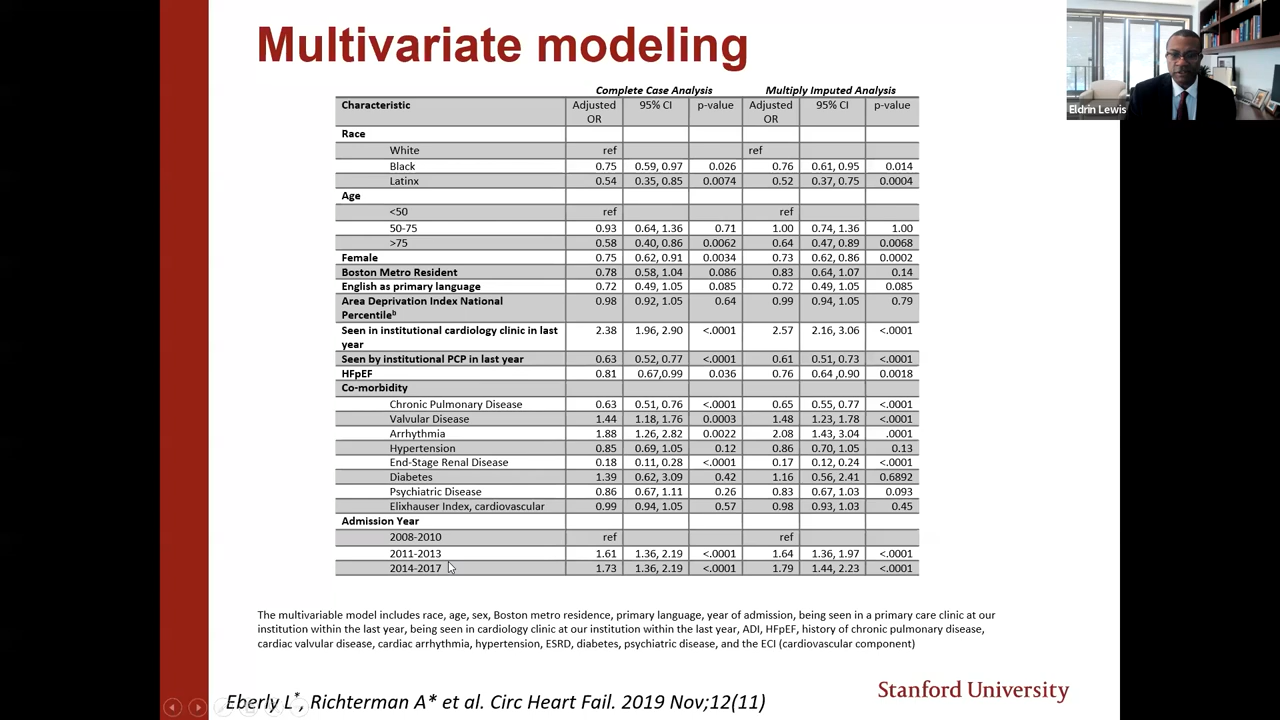 Multivariate modeling
Eldrin Lewis
Complete Case Analysis Multiply Imputed Analysis
Characteristic Adjusted OR 95% CI p-value Adjusted OR 95% CI p-value
Race
White ref ref
Black 0.75 0.59, 0.97 0.026 0.76 0.61, 0.95 0.014
Latinx 0.54 0.35, 0.85 0.0074 0.52 0.37, 0.75 0.0004
Age
<50 ref ref
50-75 0.93 0.64, 1.36 0.71 1.00 0.74, 1.36 1.00
>75 0.58 0.40, 0.86 0.0062 0.64 0.47, 0.89 0.0068
Female 0.75 0.62, 0.91 0.0034 0.73 0.62, 0.86 0.0002
Boston Metro Resident 0.78 0.58, 1.04 0.086 0.83 0.64, 1.07 0.14
English as primary language 0.72 0.49, 1.05 0.085 0.72 0.49, 1.05 0.085
Area Deprivation Index National 0.98 0.92, 1.05 0.64 0.99 0.94, 1.05 0.79
Percentileᵇ
Seen in institutional cardiology clinic in last 2.38 1.96, 2.90 <.0001 2.57 2.16, 3.06 <.0001
year
Seen by institutional PCP in last year 0.63 0.52, 0.77 <.0001 0.61 0.51, 0.73 <.0001
HFpEF 0.81 0.67,0.99 0.036 0.76 0.64 ,0.90 0.0018
Co-morbidity
Chronic Pulmonary Disease 0.63 0.51, 0.76 <.0001 0.65 0.55, 0.77 <.0001
Valvular Disease 1.44 1.18, 1.76 0.0003 1.48 1.23, 1.78 <.0001
Arrhythmia 1.88 1.26, 2.82 0.0022 2.08 1.43, 3.04 .0001
Hypertension 0.85 0.69, 1.05 0.12 0.86 0.70, 1.05 0.13
End-Stage Renal Disease 0.18 0.11, 0.28 <.0001 0.17 0.12, 0.24 <.0001
Diabetes 1.39 0.62, 3.09 0.42 1.16 0.56, 2.41 0.6892
Psychiatric Disease 0.86 0.67, 1.11 0.26 0.83 0.67, 1.03 0.093
Elixhauser Index, cardiovascular 0.99 0.94, 1.05 0.57 0.98 0.93, 1.03 0.45
Admission Year
2008-2010 ref ref
2011-2013 1.61 1.36, 2.19 <.0001 1.64 1.36, 1.97 <.0001
2014-2017 1.73 1.36, 2.19 <.0001 1.79 1.44, 2.23 <.0001
The multivariable model includes race, age, sex, Boston metro residence, primary language, year of admission, being seen in a primary care clinic at our
institution within the last year, being seen in cardiology clinic at our institution within the last year, ADI, HFpEF, history of chronic pulmonary disease,
cardiac valvular disease, cardiac arrhythmia, hypertension, ESRD, diabetes, psychiatric disease, and the ECI (cardiovascular component)
Eberly L*, Richterman A* et al. Circ Heart Fail. 2019 Nov;12(11)
Stanford University